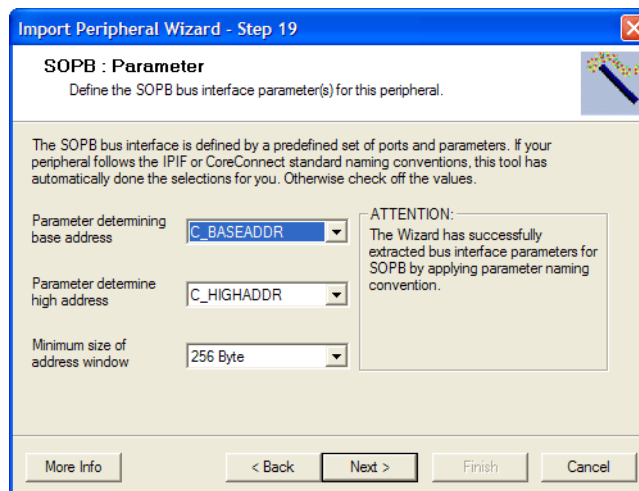 Import Peripheral Wizard - Step 19
SOPB : Parameter
Define the SOPB bus interface parameter(s) for this peripheral.
The SOPB bus interface is defined by a predefined set of ports and parameters. If your
peripheral follows the IPIF or CoreConnect standard naming conventions, this tool has
automatically done the selections for you. Otherwise check off the values.
Parameter determining
base address
C_BASEADDR
Parameter determine
high address
C_HIGHADDR
Minimum size of
address window
256 Byte
ATTENTION:
The Wizard has successfully
extracted bus interface parameters for
SOPB by applying parameter naming
convention.
More Info
< Back
Next >
Finish
Cancel